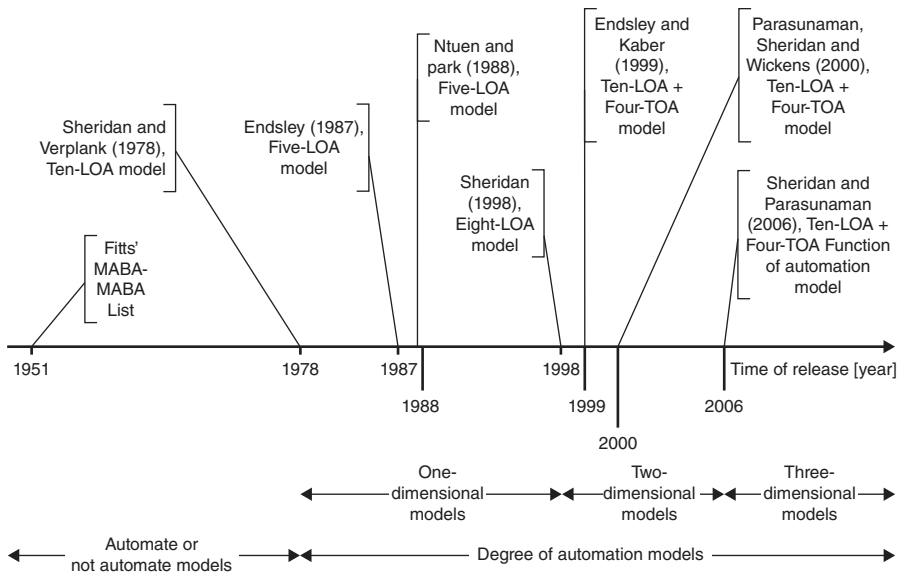 Fitts'
MABA-
MABA
List
Sheridan and
Verplank (1978),
Ten-LOA model
Endsley (1987),
Five-LOA
model
Ntuen and
park (1988),
Five-LOA
model
Sheridan
(1998),
Eight-LOA
model
Endsley and
Kaber
(1999),
Ten-LOA +
Four-TOA
model
Parasunaman,
Sheridan and
Wickens (2000),
Ten-LOA +
Four-TOA
model
Sheridan and
Parasunaman
(2006), Ten-LOA +
Four-TOA Function
of automation
model
1951
1978
1987
1988
1998
1999
2000
2006
Time of release [year]
One-
dimensional
models
Two-
dimensional
models
Three-
dimensional
models
Automate or
not automate models
Degree of automation models